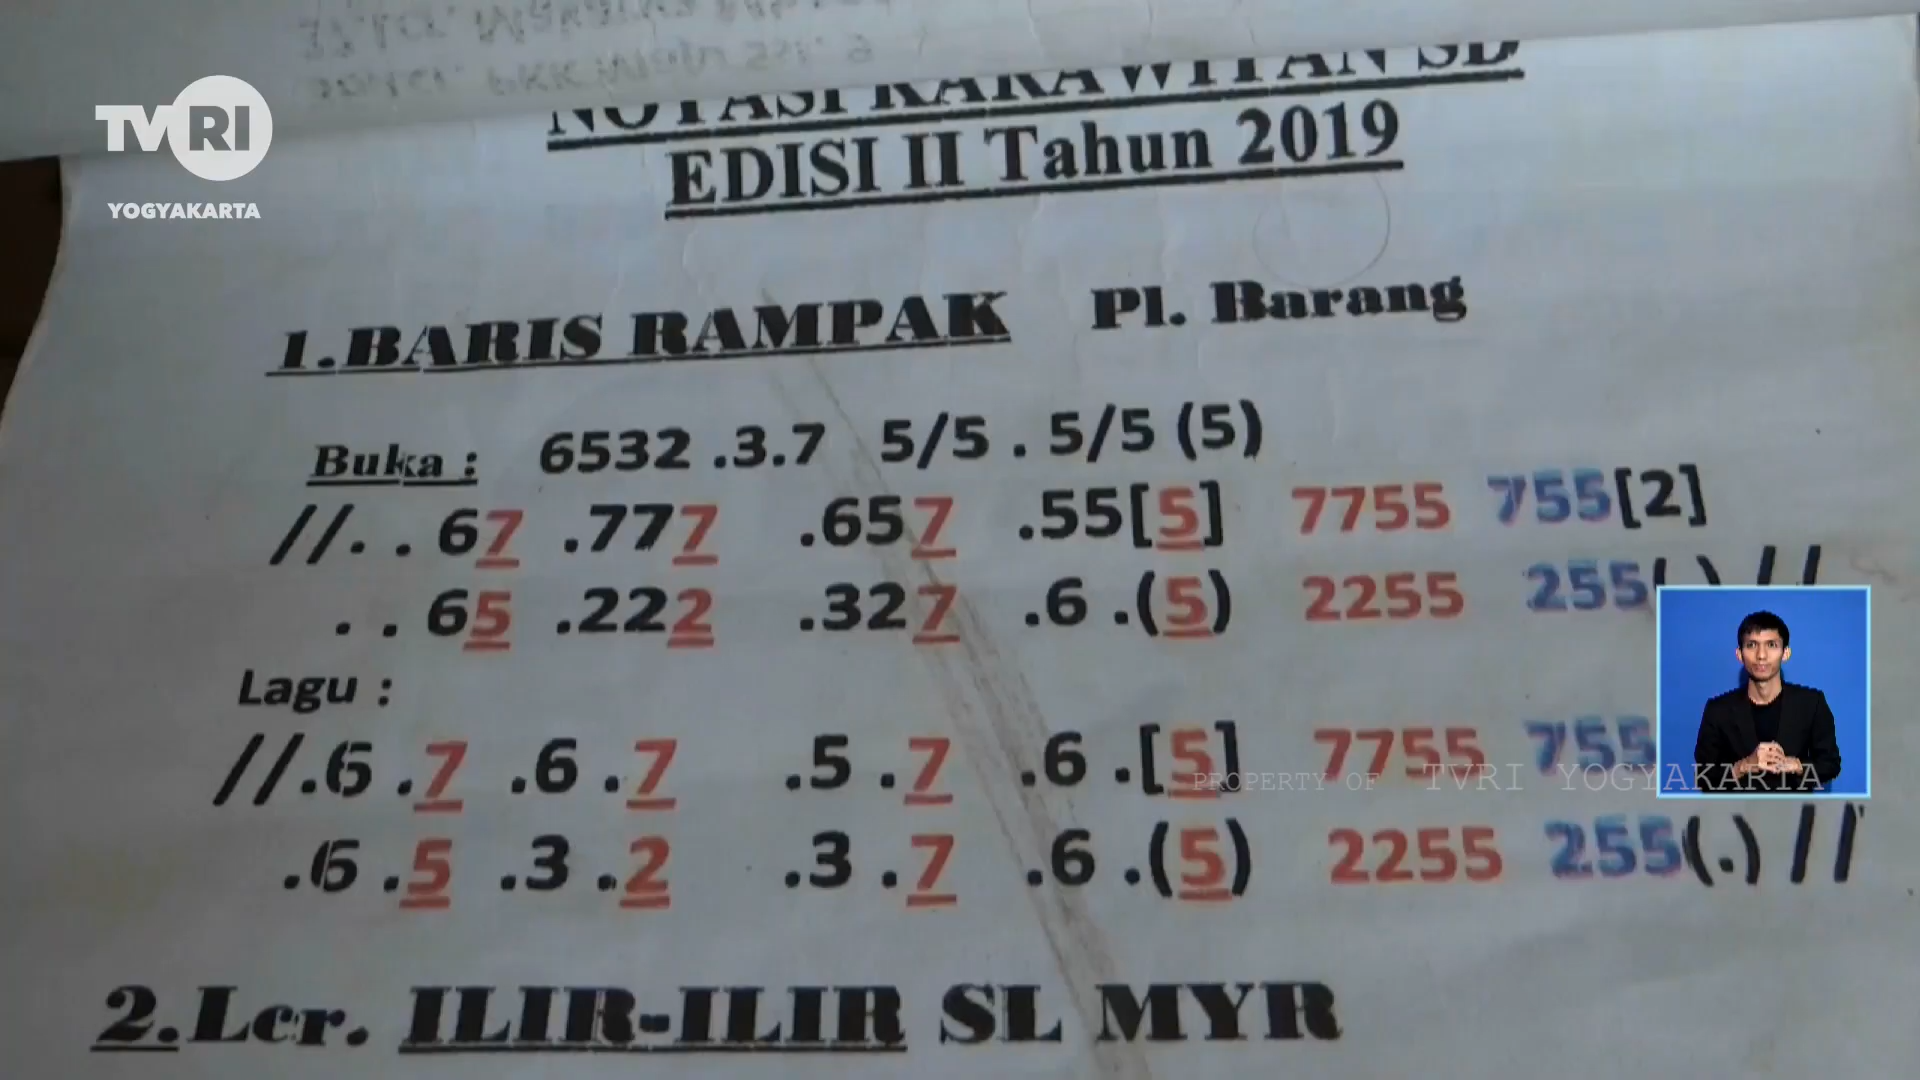 TVRI
YOGYAKARTA
NOTASI KARAWITAN SD
EDISI II Tahun 2019
1.BARIS RAMPAK Pl. Barang
Buka : 6532 .3.7 5/5 . 5/5 (5)
//. . 67 .777 .657 .55[5] 7755 755[2]
. . 65 .222 .327 .6 .(5) 2255 255(.) //
Lagu :
//.6 .7 .6 .7 .5 .7 .6 .[5] 7755 755
PROPERTY OF TVRI YOGYAKARTA
.6 .5 .3 .2 .3 .7 .6 .(5) 2255 255(.) //
2.Lcr. ILIR-ILIR SL MYR